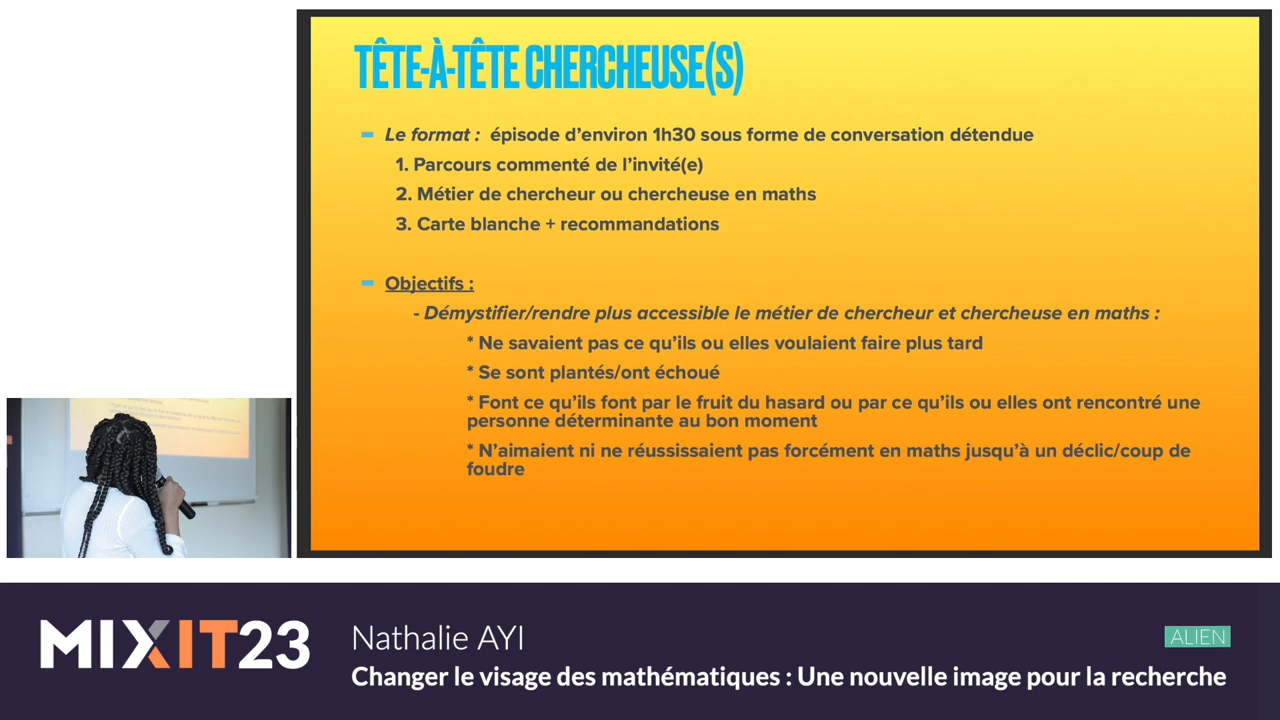 TÊTE-À-TÊTE CHERCHEUSE(S)
Le format : épisode d'environ 1h30 sous forme de conversation détendue
1. Parcours commenté de l'invité(e)
2. Métier de chercheur ou chercheuse en maths
3. Carte blanche + recommandations
Objectifs :
- Démystifier/rendre plus accessible le métier de chercheur et chercheuse en maths :
* Ne savaient pas ce qu'ils ou elles voulaient faire plus tard
* Se sont plantés/ont échoué
* Font ce qu'ils font par le fruit du hasard ou par ce qu'ils ou elles ont rencontré une
personne déterminante au bon moment
* N'aimaient ni ne réussissaient pas forcément en maths jusqu'à un déclic/coup de
foudre
MIXIT23
Nathalie AYI
ALIEN
Changer le visage des mathématiques : Une nouvelle image pour la recherche